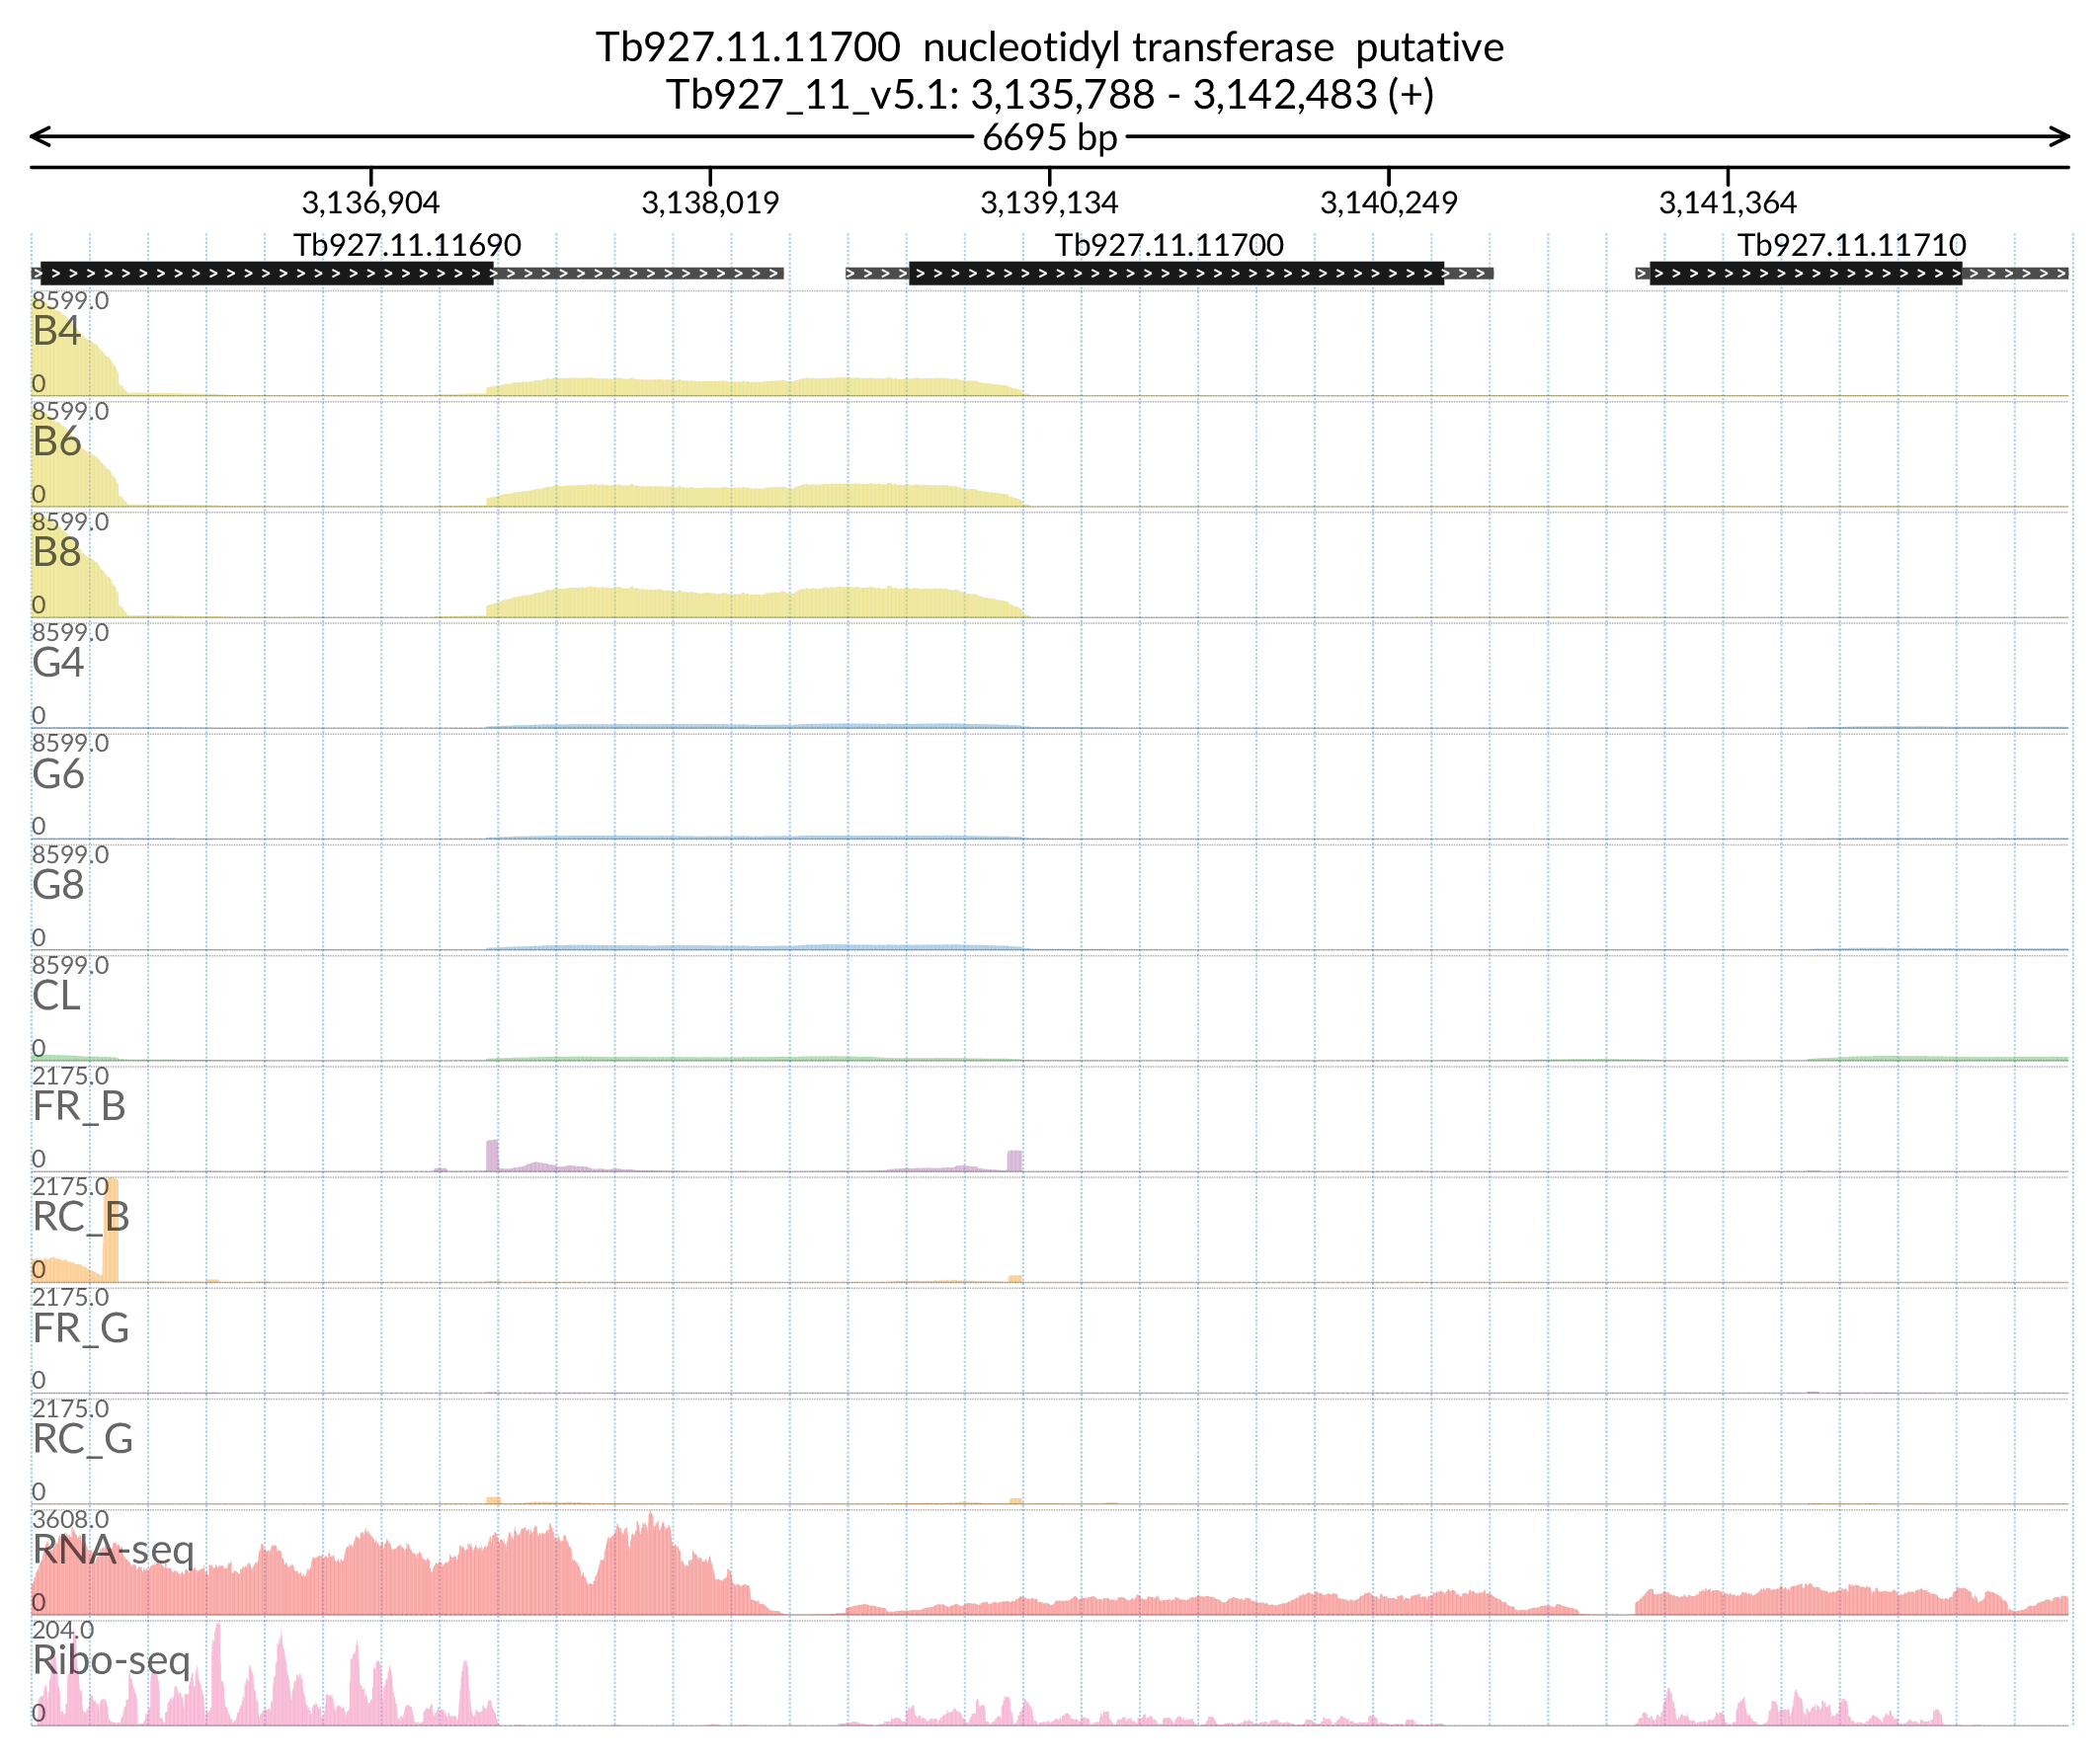 Tb927.11.11700 nucleotidyl transferase putative
Tb927_11_v5.1: 3,135,788 - 3,142,483 (+)
6695 bp
3,136,904 3,138,019 3,139,134 3,140,249 3,141,364
Tb927.11.11690 Tb927.11.11700 Tb927.11.11710
8599.0
B4
0
8599.0
B6
0
8599.0
B8
0
8599.0
G4
0
8599.0
G6
0
8599.0
G8
0
8599.0
CL
0
2175.0
FR_B
0
2175.0
RC_B
0
2175.0
FR_G
0
2175.0
RC_G
0
3608.0
RNA-seq
0
204.0
Ribo-seq
0